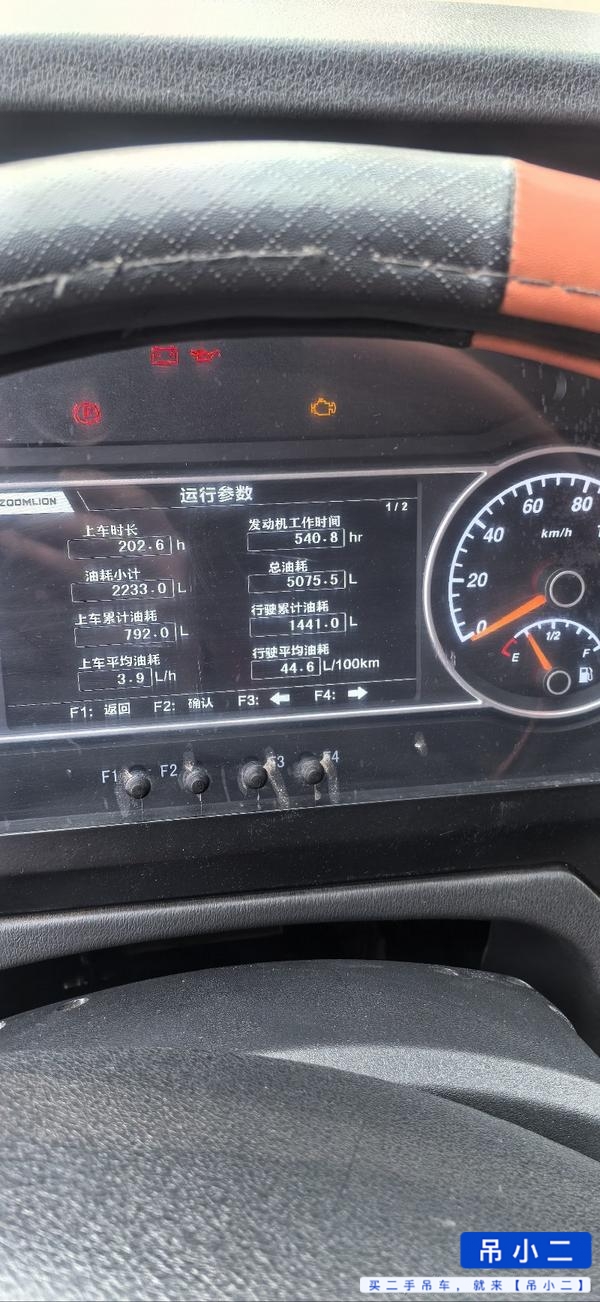 ZOOMLION
运行参数
1/2
上车时长
202.6 h
发动机工作时间
540.8 hr
油耗小计
2233.0 L
总油耗
5075.5 L
上车累计油耗
792.0 L
行驶累计油耗
1441.0 L
上车平均油耗
3.9 L/h
行驶平均油耗
44.6 L/100km
F1: 返回 F2: 确认 F3: F4:
F1 F2 F3 F4
0 20 40 60 80
km/h
E 1/2 F
吊小二
买二手吊车，就来【吊小二】